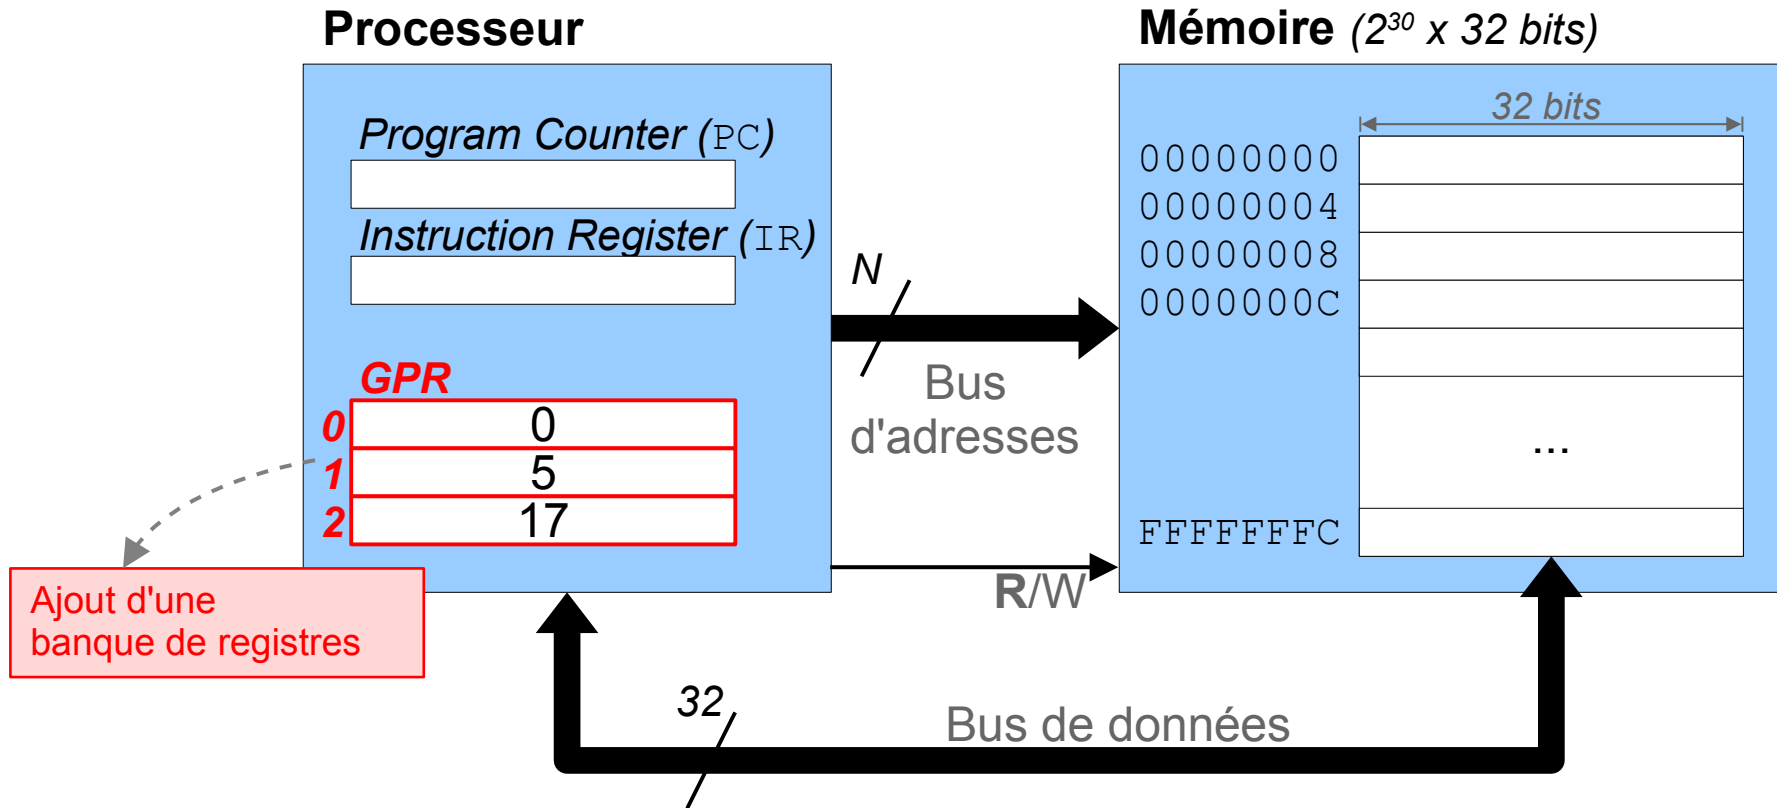 Processeur
Mémoire (2³⁰ x 32 bits)
32 bits
Program Counter (PC)
Instruction Register (IR)
00000000
00000004
00000008
0000000C
N
Bus
d'adresses
GPR
0 0
1 5
2 17
...
FFFFFFFC
R/W
Ajout d'une
banque de registres
32
Bus de données